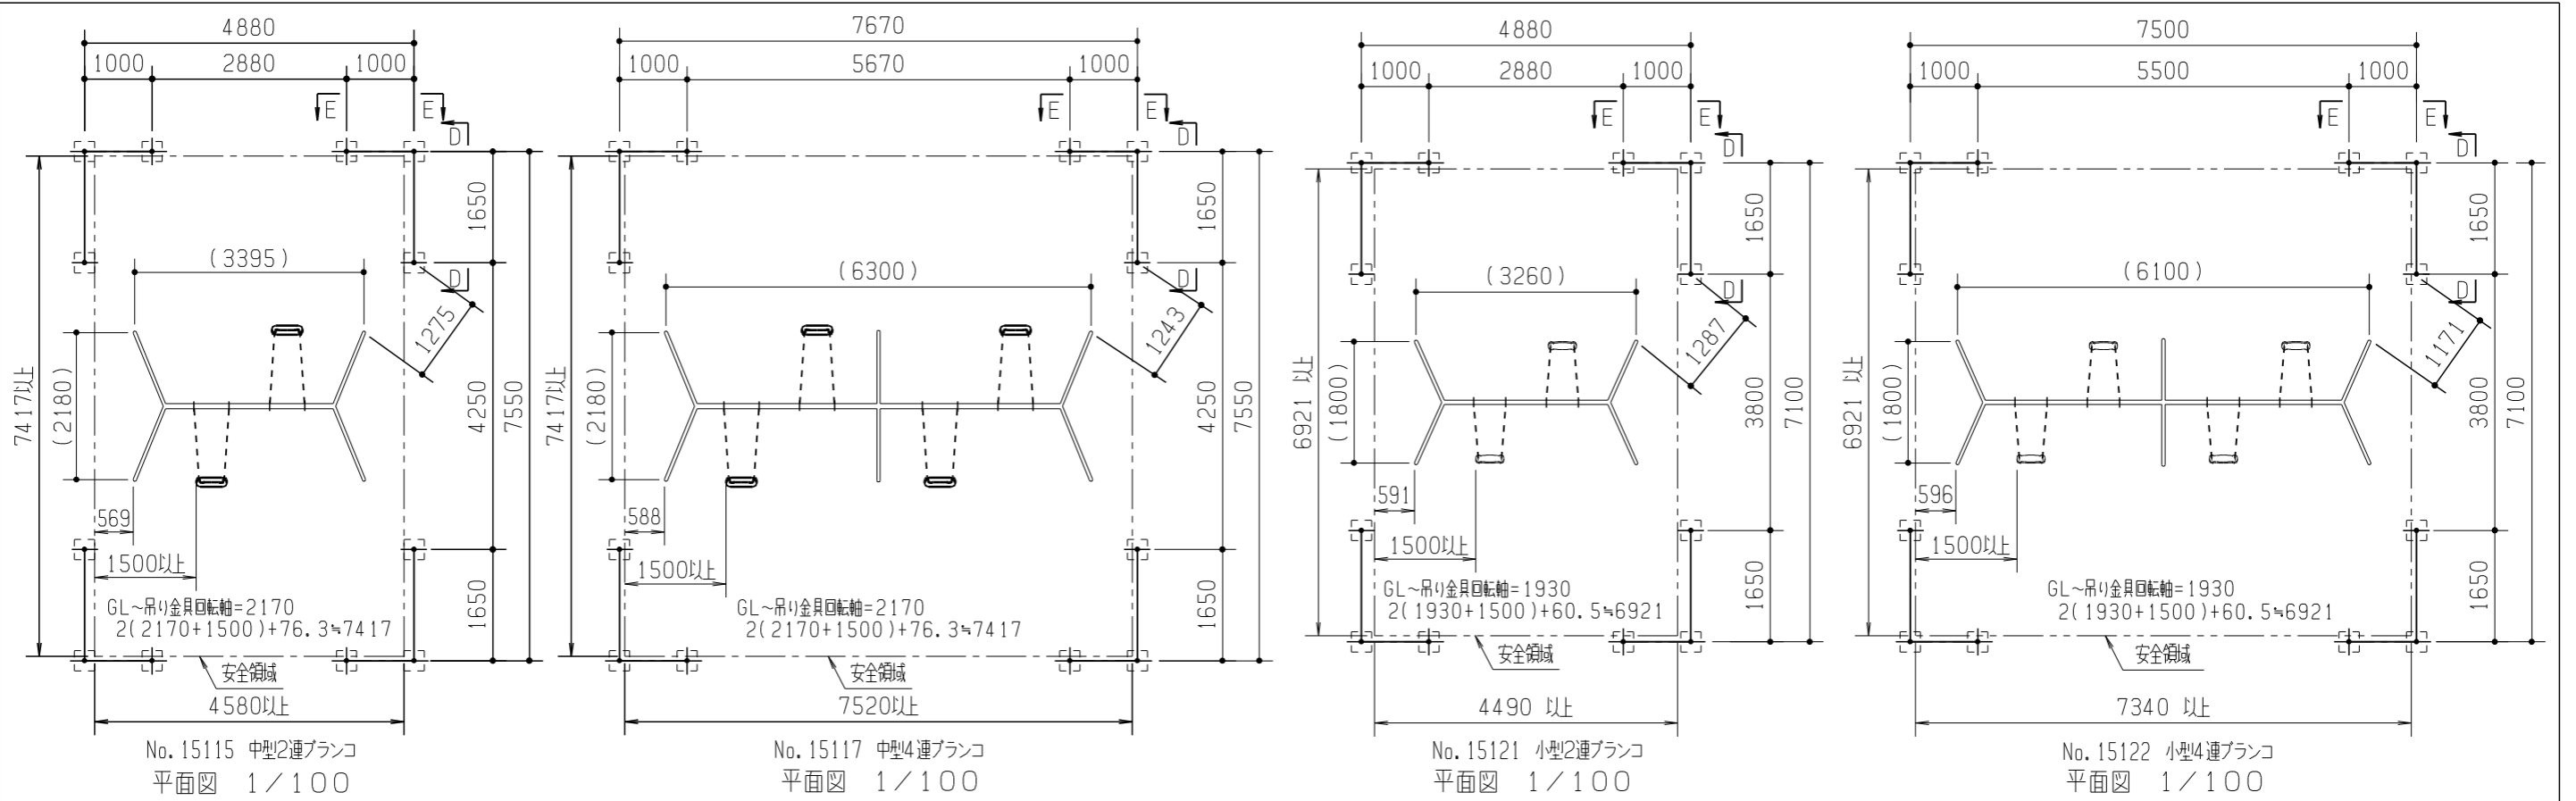 4880
1000 2880 1000
E E
D
1650
(3395)
D
1275
7417以上
(2180)
4250
7550
569
1500以上
GL~吊り金具回転軸=2170
2(2170+1500)+76.3≒7417
1650
安全領域
4580以上
No.15115 中型2連ブランコ
平面図 1/100
7670
1000 5670 1000
E E
D
1650
(6300)
D
1243
7417以上
(2180)
4250
7550
588
1500以上
GL~吊り金具回転軸=2170
2(2170+1500)+76.3≒7417
1650
安全領域
7520以上
No.15117 中型4連ブランコ
平面図 1/100
4880
1000 2880 1000
E E
D
1650
(3260)
D
1287
6921 以上
(1800)
3800
7100
591
1500以上
GL~吊り金具回転軸=1930
2(1930+1500)+60.5≒6921
1650
安全領域
4490 以上
No.15121 小型2連ブランコ
平面図 1/100
7500
1000 5500 1000
E E
D
1650
(6100)
D
1171
6921 以上
(1800)
3800
7100
596
1500以上
GL~吊り金具回転軸=1930
2(1930+1500)+60.5≒6921
1650
安全領域
7340 以上
No.15122 小型4連ブランコ
平面図 1/100